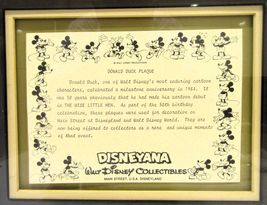 © WALT DISNEY PRODUCTIONS
DONALD DUCK PLAQUE
Donald Duck, one of Walt Disney's most enduring cartoon
characters, celebrated a milestone anniversary in 1984. It
was 50 years previously that he had made his cartoon debut
in THE WISE LITTLE HEN. As part of the 50th birthday
celebration, these plaques were used for decoration on
Main Street at Disneyland and Walt Disney World. They are
now being offered to collectors as a rare and unique memento
of that event.
DISNEYANA
WALT DISNEY COLLECTIBLES
MAIN STREET, U.S.A. DISNEYLAND